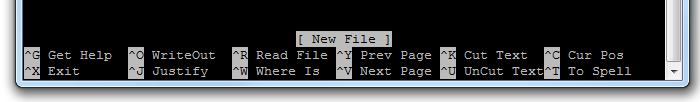 [ New File ]
^G Get Help  ^O WriteOut  ^R Read File ^Y Prev Page ^K Cut Text  ^C Cur Pos
^X Exit      ^J Justify   ^W Where Is  ^V Next Page ^U UnCut Text^T To Spell